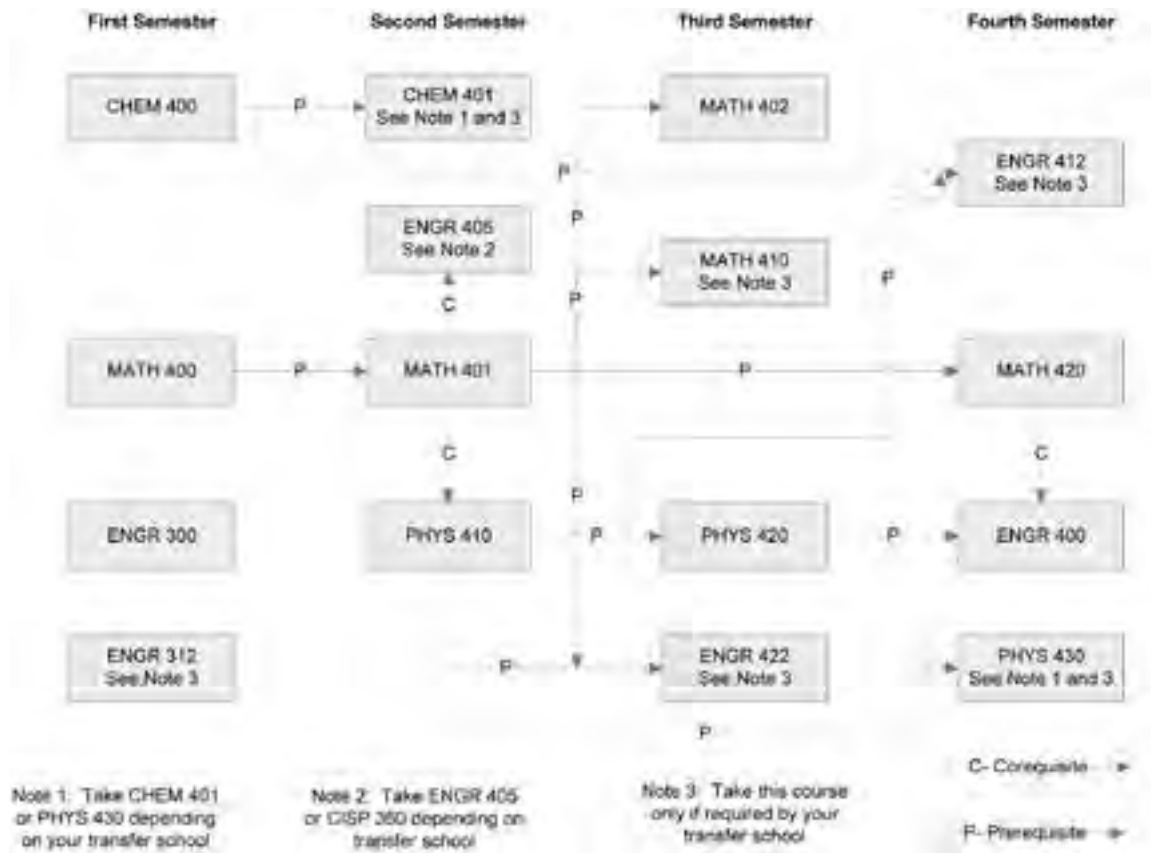 First Semester
Second Semester
Third Semester
Fourth Semester
CHEM 400
P
CHEM 401
See Note 1 and 3
MATH 402
P
ENGR 412
See Note 3
ENGR 405
See Note 2
P
MATH 410
See Note 3
P
C
P
MATH 400
P
MATH 401
P
MATH 420
C
C
P
ENGR 300
PHYS 410
P
PHYS 420
P
ENGR 400
ENGR 312
See Note 3
P
ENGR 422
See Note 3
PHYS 430
See Note 1 and 3
P
C- Corequisite
P- Prerequisite
Note 1: Take CHEM 401
or PHYS 430 depending
on your transfer school
Note 2: Take ENGR 405
or CISP 360 depending on
transfer school
Note 3: Take this course
only if required by your
transfer school